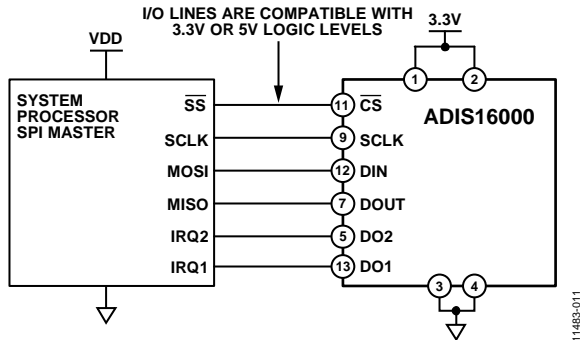 I/O LINES ARE COMPATIBLE WITH
3.3V OR 5V LOGIC LEVELS
3.3V
VDD
1 2
SYSTEM
PROCESSOR
SPI MASTER
ADIS16000
SS 11 CS
SCLK 9 SCLK
MOSI 12 DIN
MISO 7 DOUT
IRQ2 5 DO2
IRQ1 13 DO1
3 4
11483-011